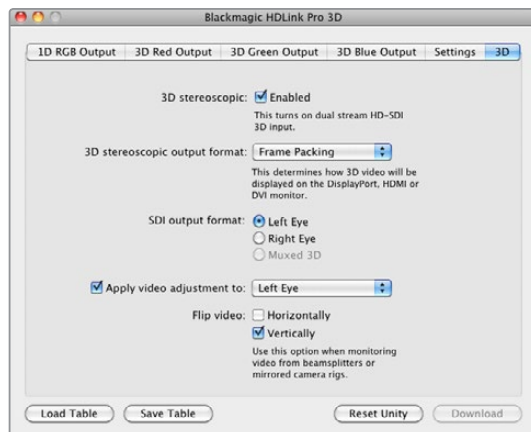 Blackmagic HDLink Pro 3D
1D RGB Output 3D Red Output 3D Green Output 3D Blue Output Settings 3D
3D stereoscopic: Enabled
This turns on dual stream HD-SDI
3D input.
3D stereoscopic output format: Frame Packing
This determines how 3D video will be
displayed on the DisplayPort, HDMI or
DVI monitor.
SDI output format: Left Eye
Right Eye
Muxed 3D
Apply video adjustment to: Left Eye
Flip video: Horizontally
Vertically
Use this option when monitoring
video from beamsplitters or
mirrored camera rigs.
Load Table Save Table Reset Unity Download